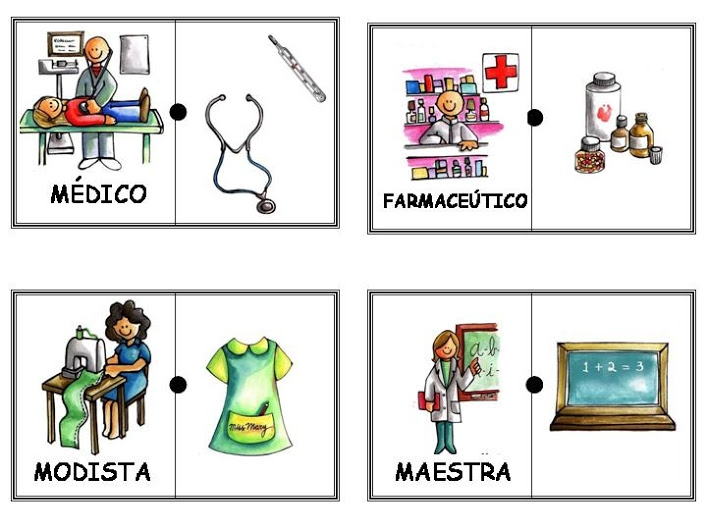 MÉDICO
FARMACEÚTICO
MODISTA
Miss Mary
MAESTRA
a-b-
-i-
1 + 2 = 3